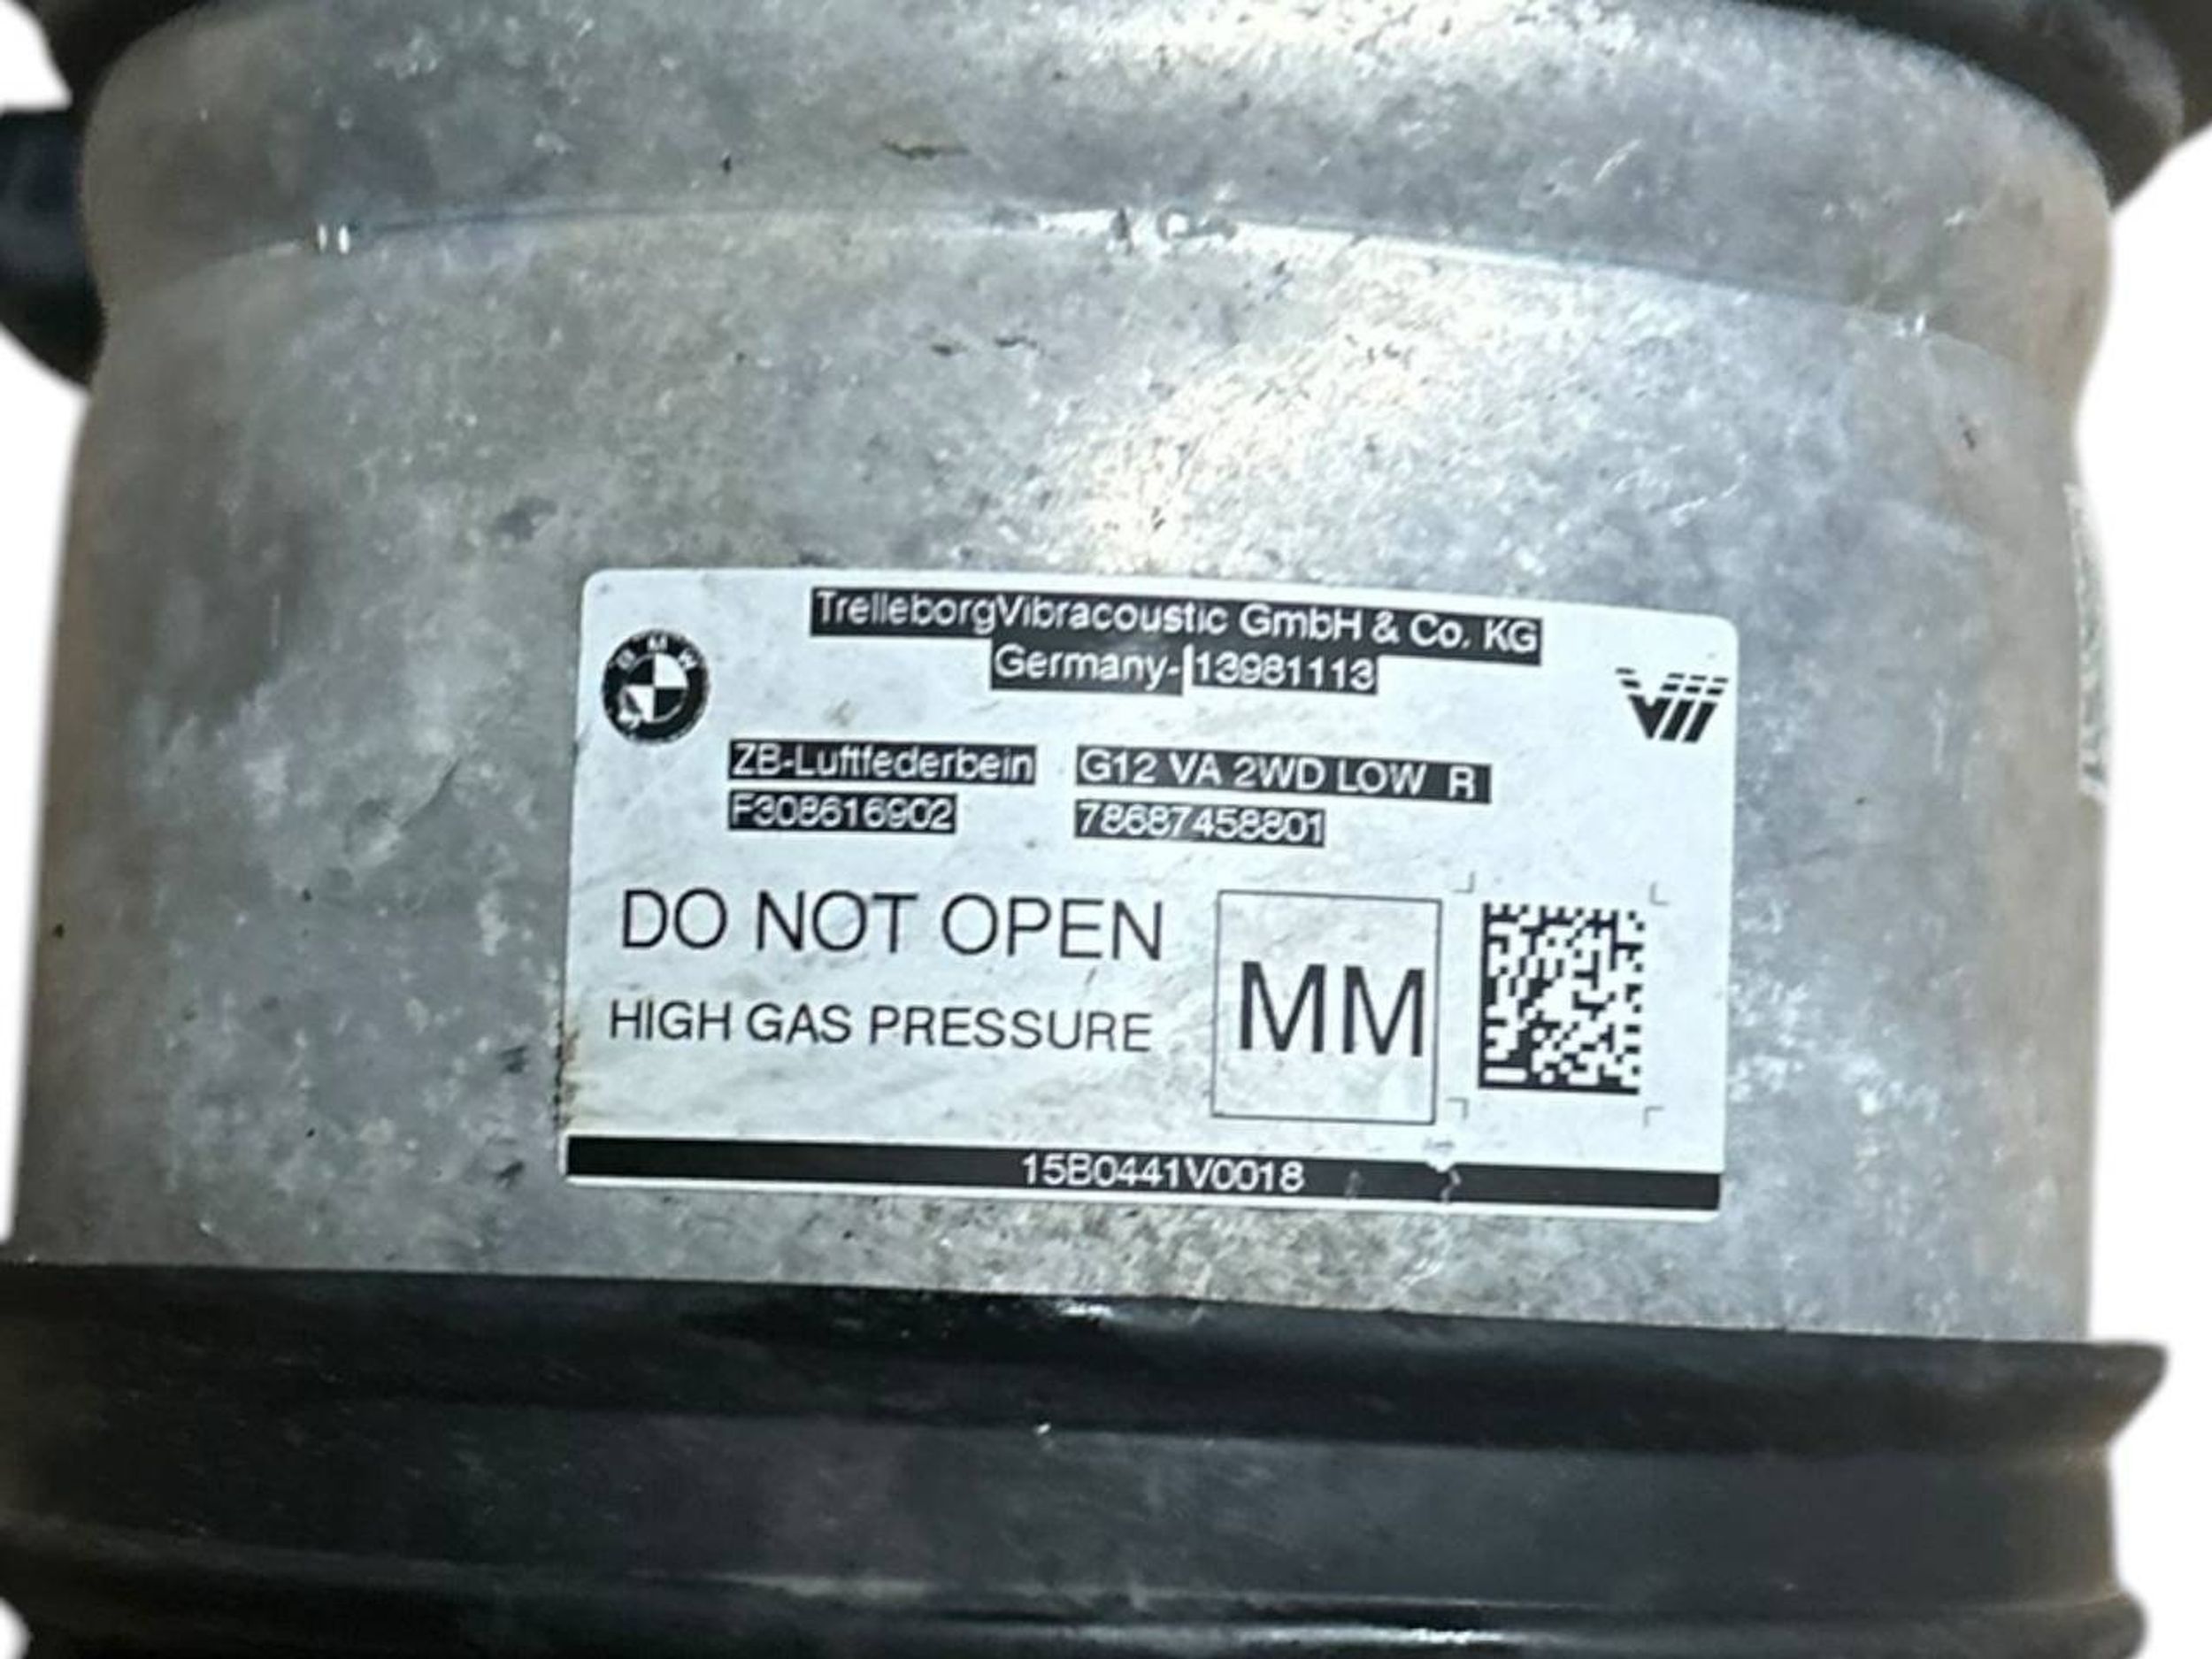 TrelleborgVibracoustic GmbH & Co. KG
Germany-13981113
BMW
ZB-Luftfederbein G12 VA 2WD LOW R
F308616902 78687458801
DO NOT OPEN
HIGH GAS PRESSURE
MM
15B0441V0018